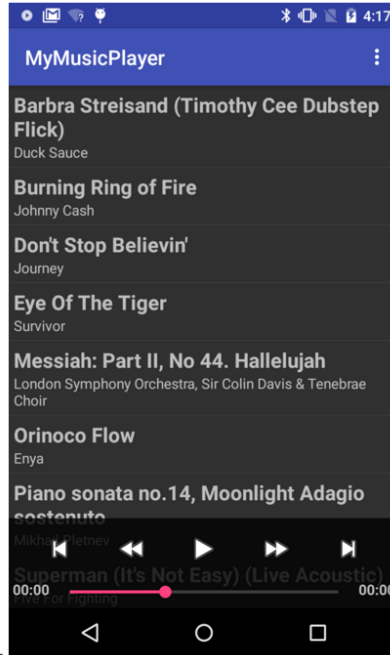 4:17
MyMusicPlayer
Barbra Streisand (Timothy Cee Dubstep
Flick)
Duck Sauce
Burning Ring of Fire
Johnny Cash
Don't Stop Believin'
Journey
Eye Of The Tiger
Survivor
Messiah: Part II, No 44. Hallelujah
London Symphony Orchestra, Sir Colin Davis & Tenebrae
Choir
Orinoco Flow
Enya
Piano sonata no.14, Moonlight Adagio
sostenuto
Mikhail Pletnev
Superman (It's Not Easy) (Live Acoustic)
00:00 00:0
Five For Fighting